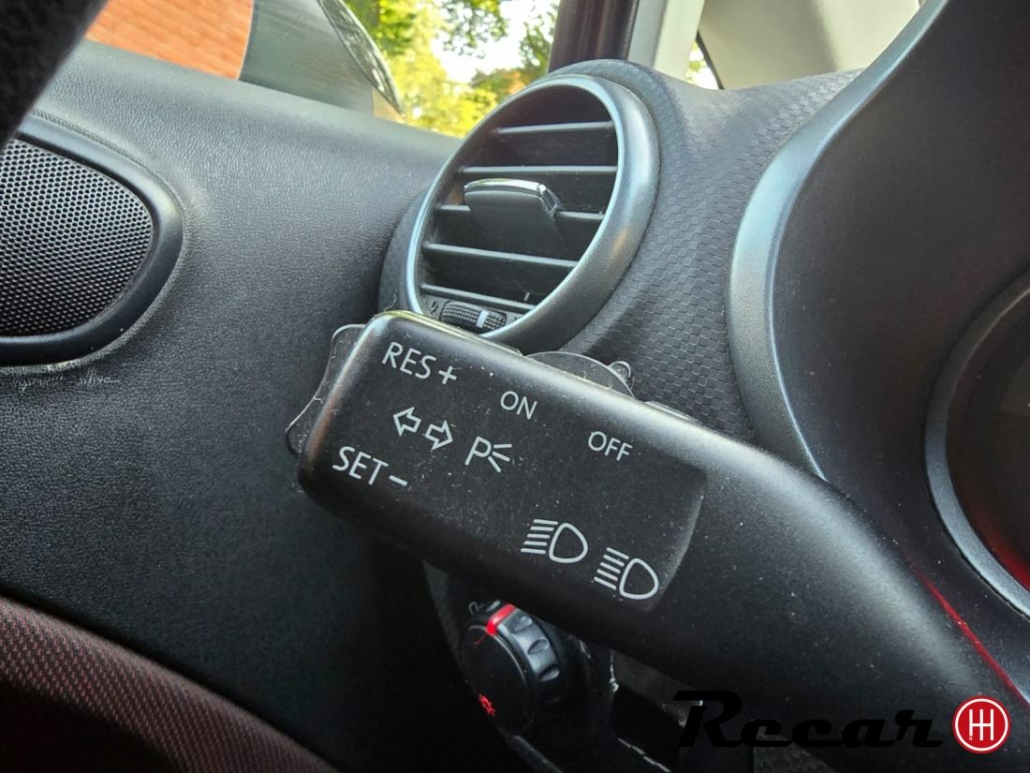 RES+
ON
OFF
P
SET-
Recar